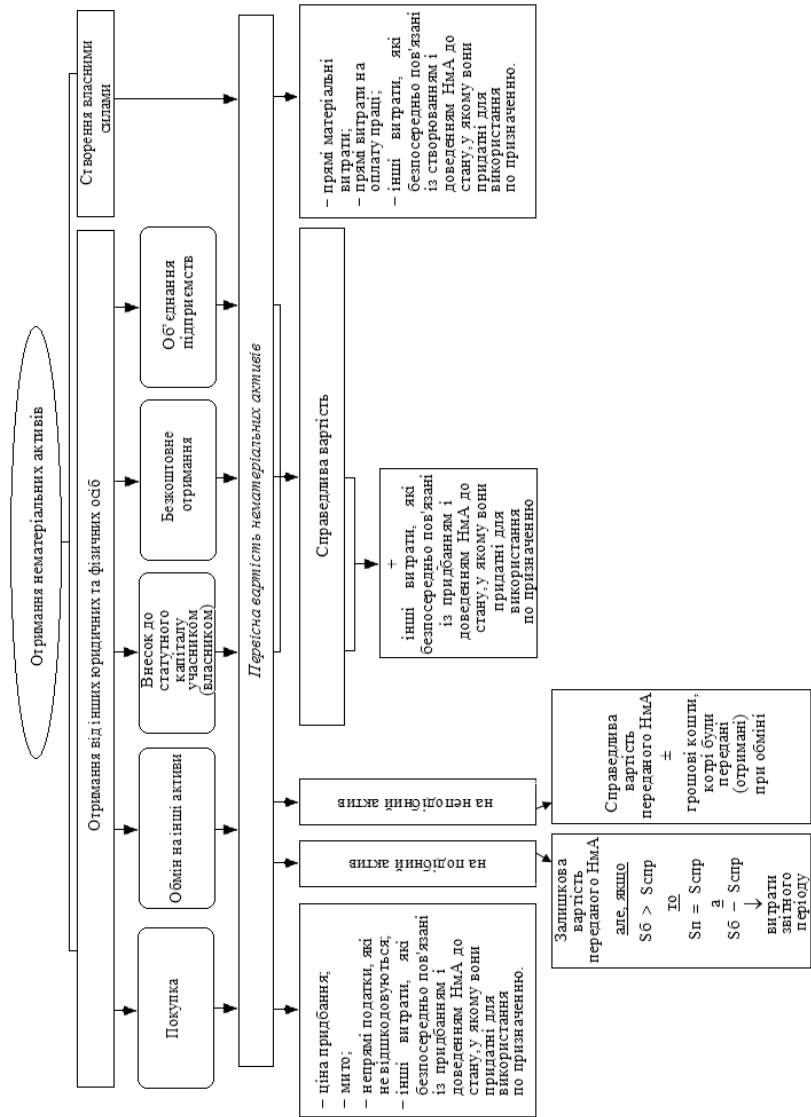 Отримання нематеріальних активів
Отримання від інших юридичних та фізичних осіб
Створення власними
силами
Покупка
Обмін на інші активи
Внесок до
статутного
капіталу
учасником
(власником)
Безкоштовне
отримання
Об’єднання
підприємств
Первісна вартість нематеріальних активів
– ціна придбання;
– мито;
– непрямі податки, які
не відшкодовуються;
– інші витрати, які
безпосередньо пов'язані
із придбанням і
доведенням НмА до
стану, у якому вони
придатні для
використання
по призначенню.
на подібний актив
на неподібний актив
Залишкова
вартість
переданого НмА
але, якщо
Sб > Sспр
то
Sп = Sспр
а
Sб – Sспр
витрати
звітного
періоду
Справедлива
вартість
переданого НмА
±
грошові кошти,
котрі були
передані
(отримані)
при обміні
Справедлива вартість
+
інші витрати, які
безпосередньо пов'язані
із придбанням і
доведенням НмА до
стану, у якому вони
придатні для
використання
по призначенню
– прямі матеріальні
витрати;
– прямі витрати на
оплату праці;
– інші витрати, які
безпосередньо пов'язані
із створюванням і
доведенням НмА до
стану, у якому вони
придатні для
використання
по призначенню.